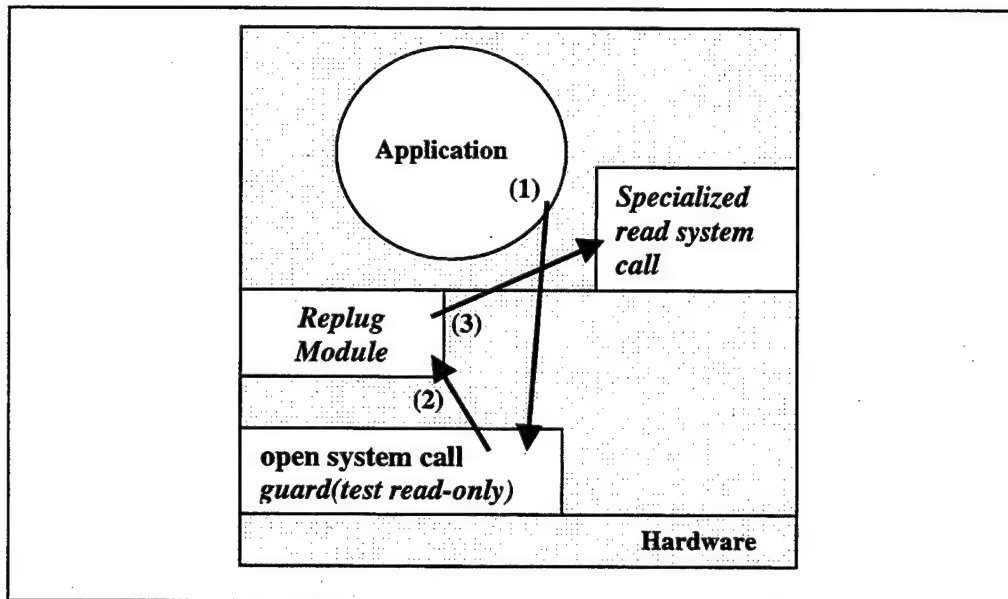 Application
(1)
Specialized
read system
call
Replug
Module
(3)
(2)
open system call
guard(test read-only)
Hardware